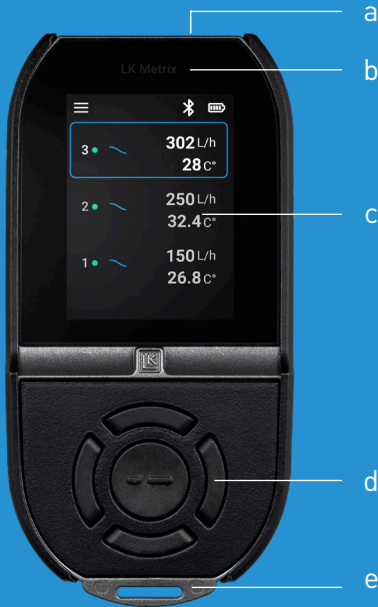 a
LK Metrix
b
302 L/h
3
28 C°
250 L/h
2
32.4 C°
c
150 L/h
1
26.8 C°
LK
d
e